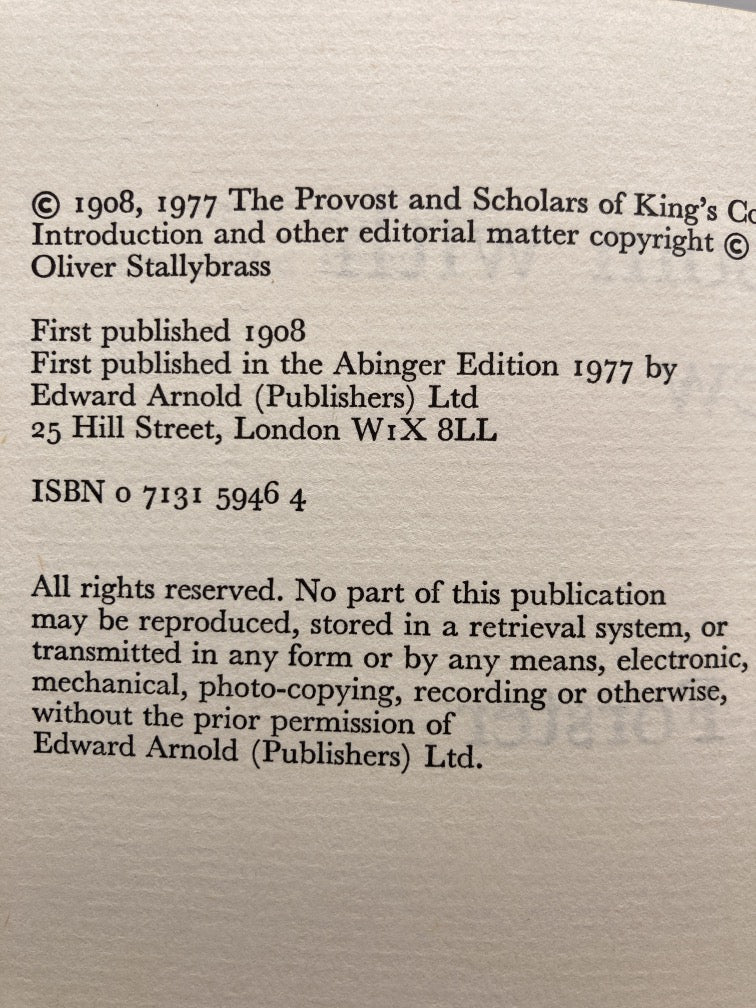 © 1908, 1977 The Provost and Scholars of King's Co
Introduction and other editorial matter copyright ©
Oliver Stallybrass
First published 1908
First published in the Abinger Edition 1977 by
Edward Arnold (Publishers) Ltd
25 Hill Street, London W1X 8LL
ISBN 0 7131 5946 4
All rights reserved. No part of this publication
may be reproduced, stored in a retrieval system, or
transmitted in any form or by any means, electronic,
mechanical, photo-copying, recording or otherwise,
without the prior permission of
Edward Arnold (Publishers) Ltd.